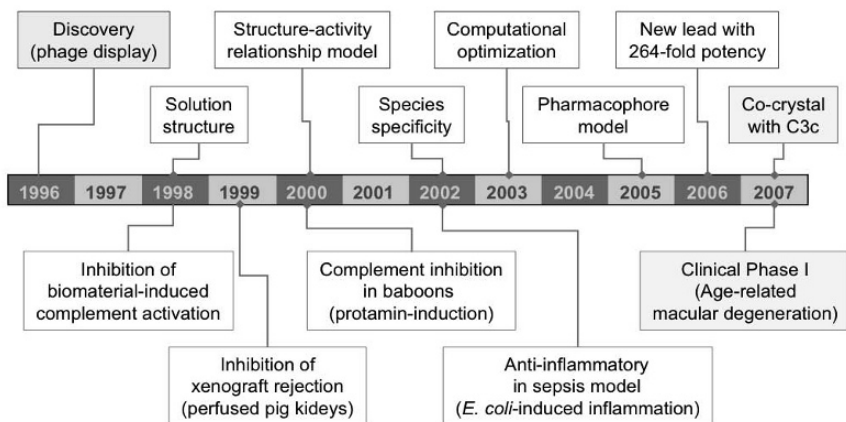 Discovery
(phage display)
Structure-activity
relationship model
Computational
optimization
New lead with
264-fold potency
Solution
structure
Species
specificity
Pharmacophore
model
Co-crystal
with C3c
1996 1997 1998 1999 2000 2001 2002 2003 2004 2005 2006 2007
Inhibition of
biomaterial-induced
complement activation
Complement inhibition
in baboons
(protamin-induction)
Clinical Phase I
(Age-related
macular degeneration)
Inhibition of
xenograft rejection
(perfused pig kideys)
Anti-inflammatory
in sepsis model
(E. coli-induced inflammation)